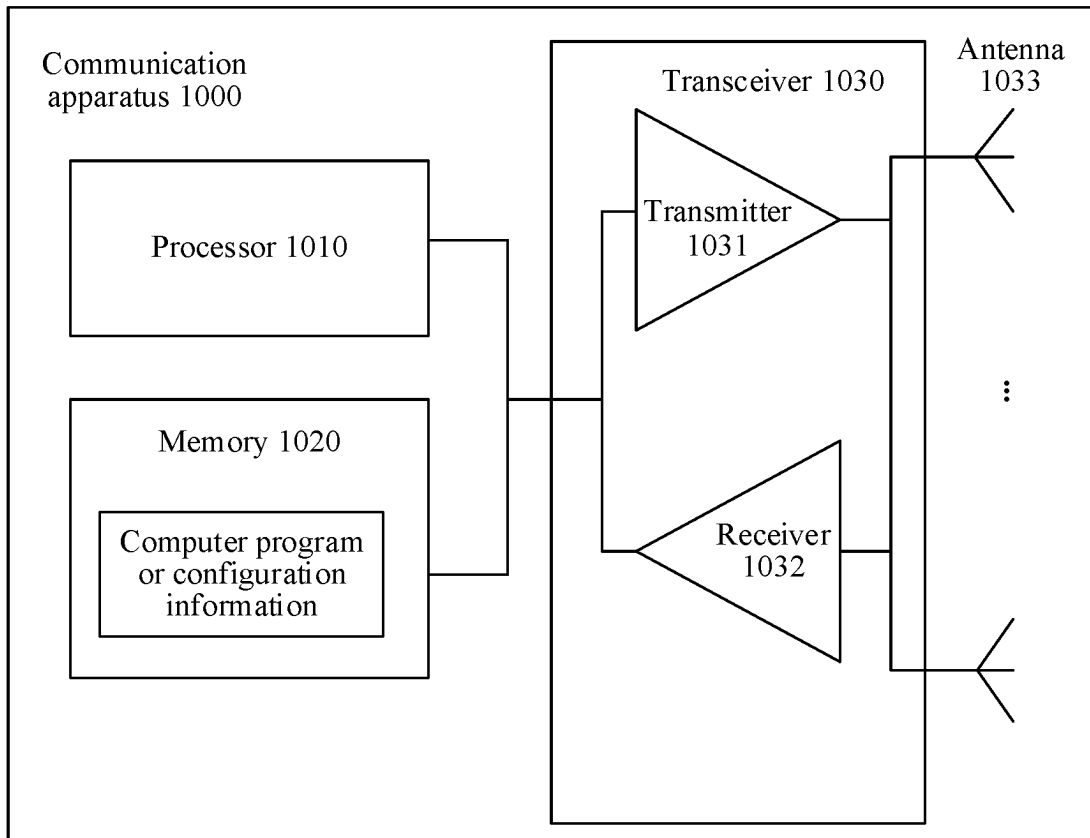 Communication
apparatus 1000
Processor 1010
Memory 1020
Computer program
or configuration
information
Transceiver 1030
Transmitter
1031
Receiver
1032
Antenna
1033